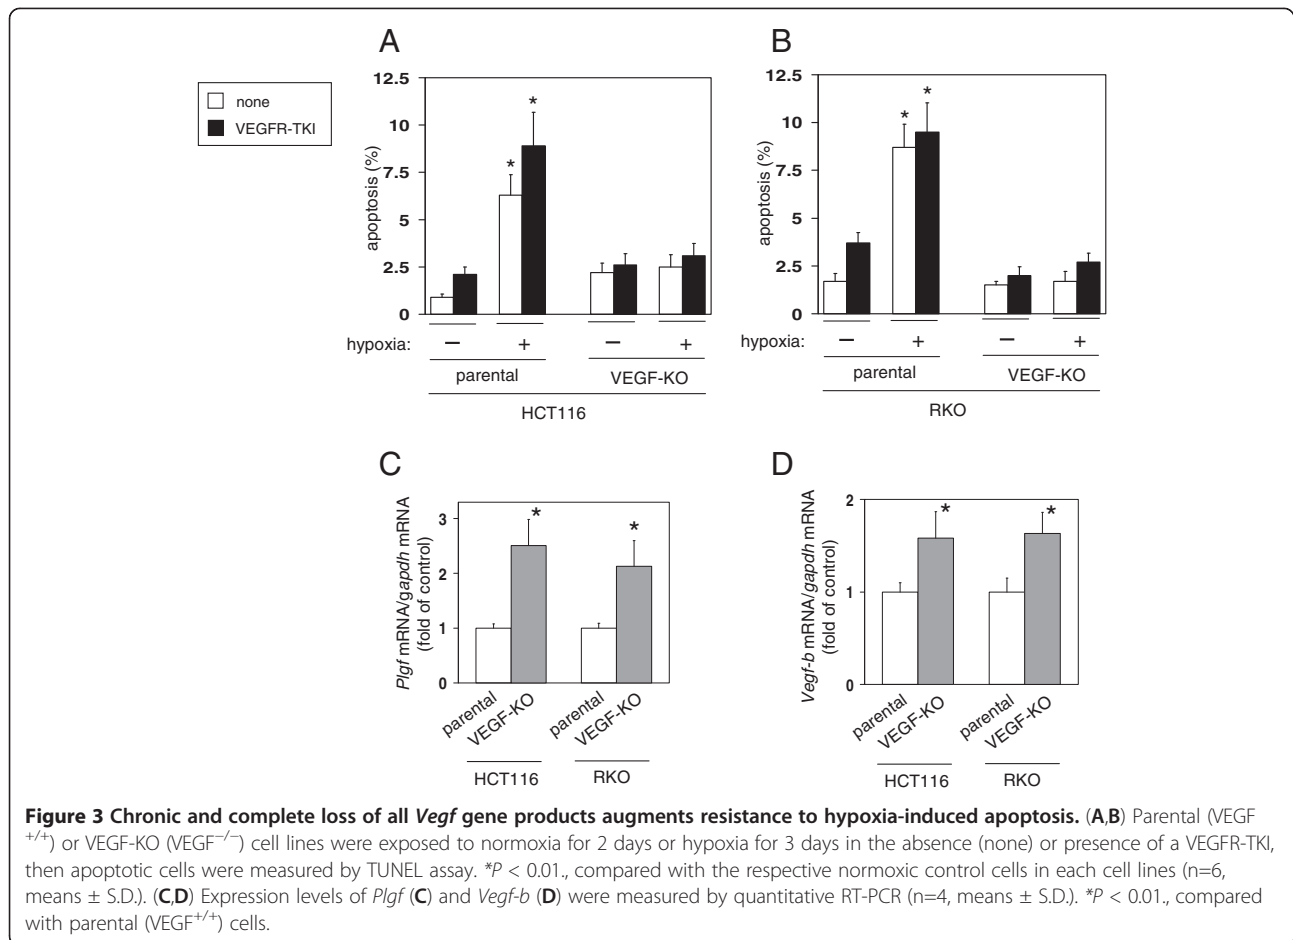 A
B
none
VEGFR-TKI
apoptosis (%)
12.5
10
7.5
5
2.5
0
*
*
hypoxia:
−
+
−
+
parental
VEGF-KO
HCT116
apoptosis (%)
12.5
10
7.5
5
2.5
0
*
*
hypoxia:
−
+
−
+
parental
VEGF-KO
RKO
C
D
Plgf mRNA/gapdh mRNA
(fold of control)
3
2
1
0
*
*
parental
VEGF-KO
parental
VEGF-KO
HCT116
RKO
Vegf-b mRNA/gapdh mRNA
(fold of control)
2
1
0
*
*
parental
VEGF-KO
parental
VEGF-KO
HCT116
RKO
Figure 3 Chronic and complete loss of all Vegf gene products augments resistance to hypoxia-induced apoptosis. (A,B) Parental (VEGF
+/+) or VEGF-KO (VEGF−/−) cell lines were exposed to normoxia for 2 days or hypoxia for 3 days in the absence (none) or presence of a VEGFR-TKI,
then apoptotic cells were measured by TUNEL assay. *P < 0.01., compared with the respective normoxic control cells in each cell lines (n=6,
means ± S.D.). (C,D) Expression levels of Plgf (C) and Vegf-b (D) were measured by quantitative RT-PCR (n=4, means ± S.D.). *P < 0.01., compared
with parental (VEGF+/+) cells.